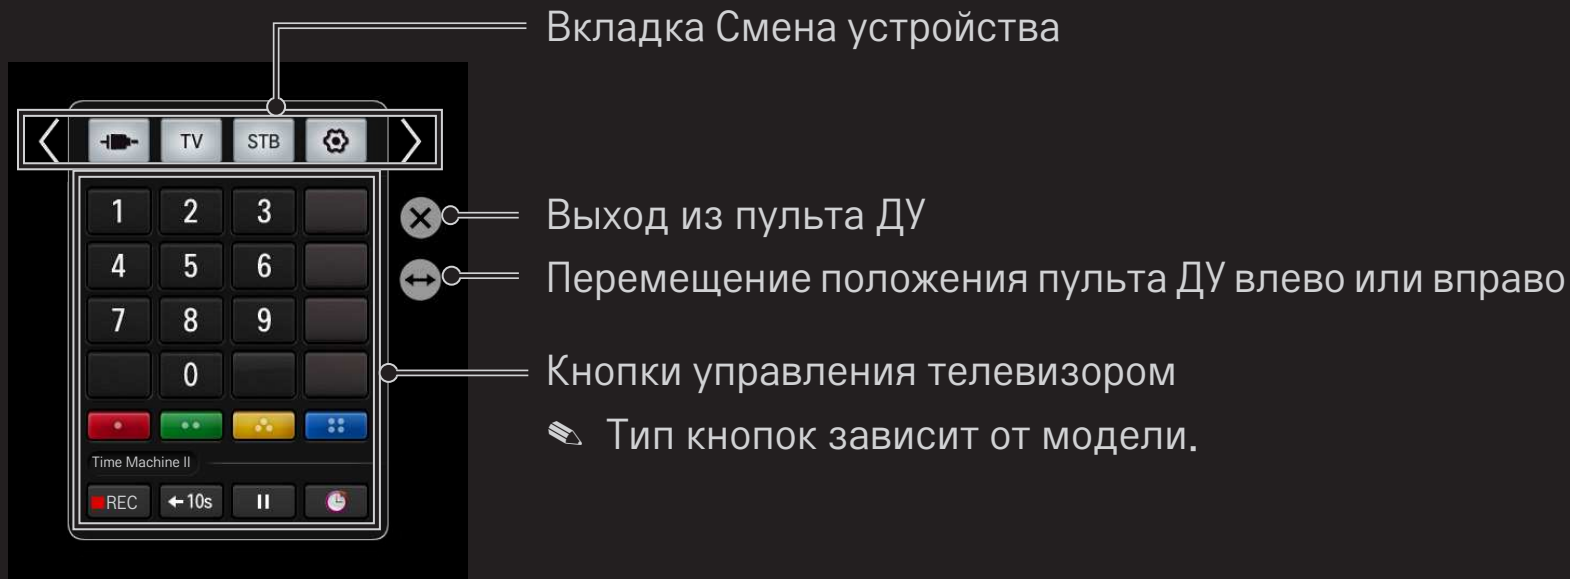 Вкладка Смена устройства
TV STB
1 2 3
Выход из пульта ДУ
4 5 6
Перемещение положения пульта ДУ влево или вправо
7 8 9
0
Кнопки управления телевизором
✎ Тип кнопок зависит от модели.
Time Machine II
REC 10s